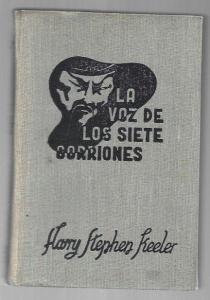 LA
VOZ DE
LOS SIETE
GORRIONES
Harry Stephen Keeler